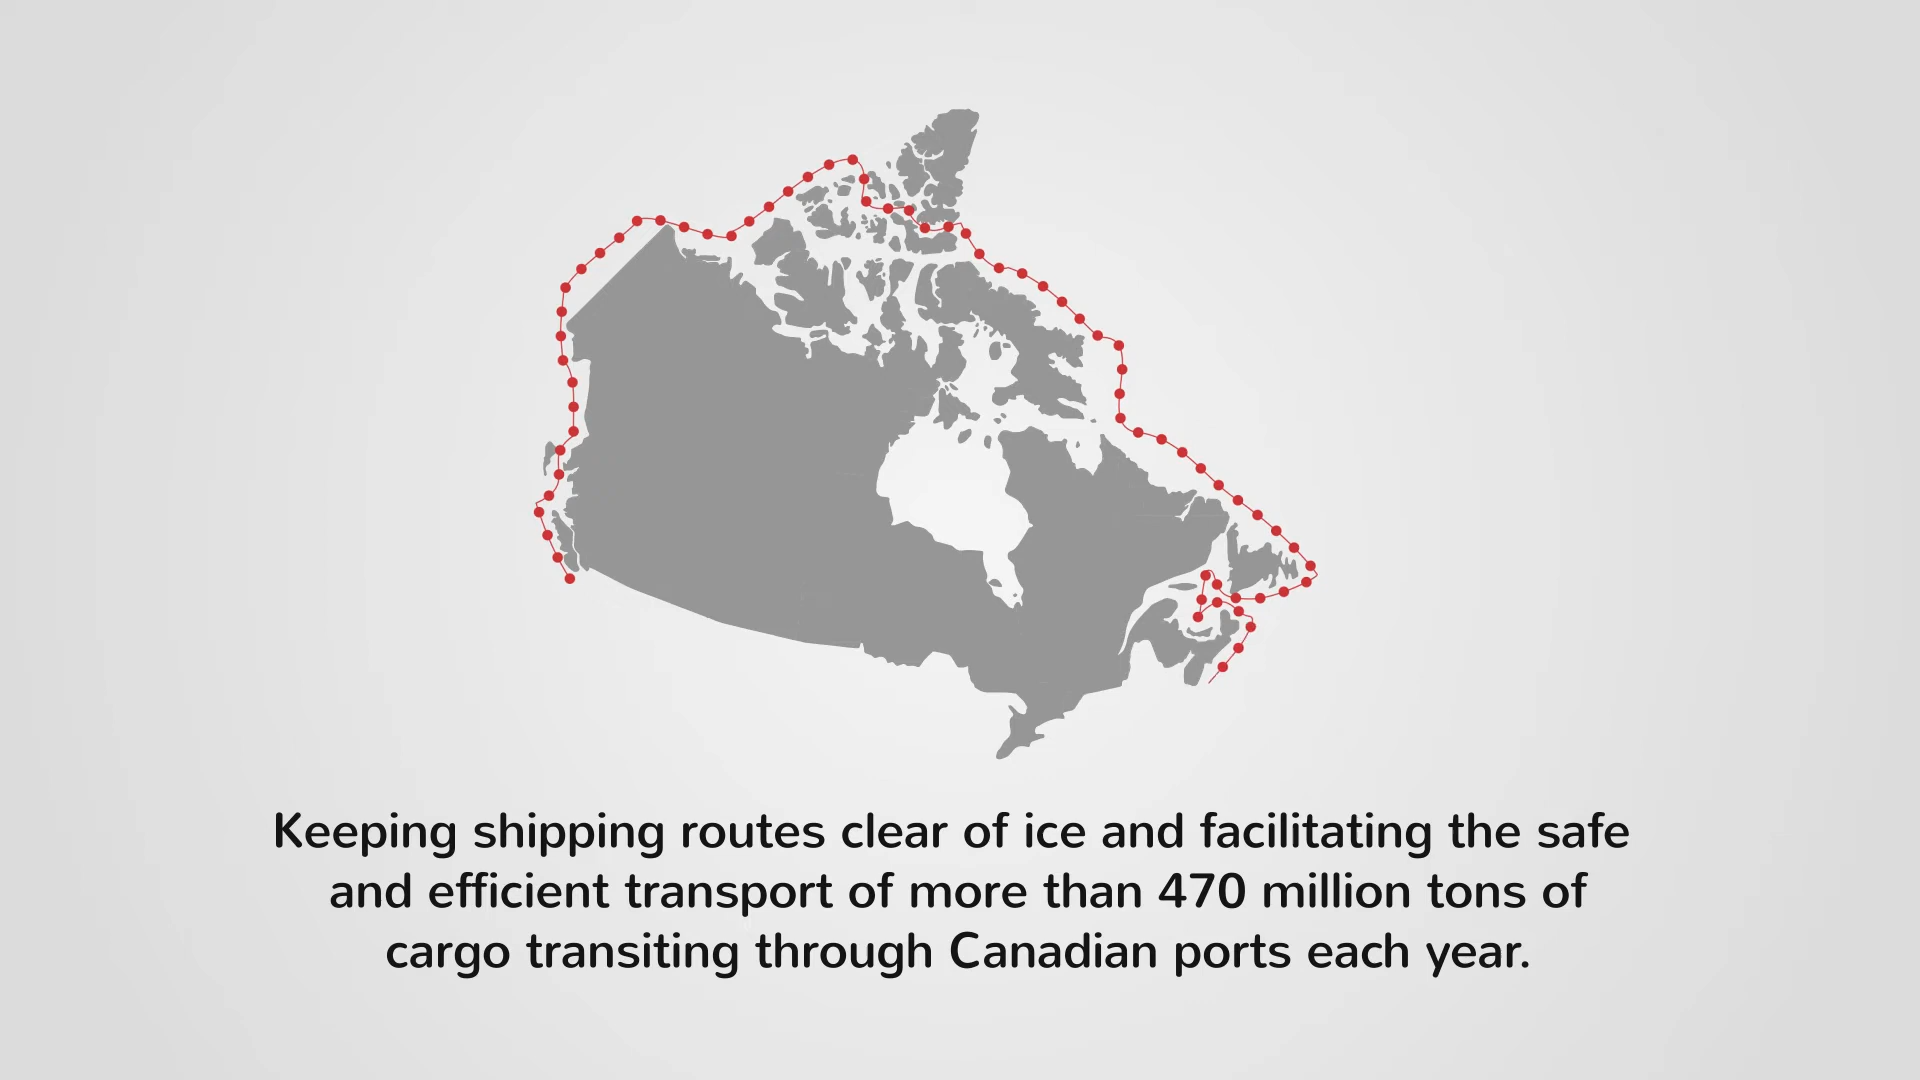 Keeping shipping routes clear of ice and facilitating the safe
and efficient transport of more than 470 million tons of
cargo transiting through Canadian ports each year.